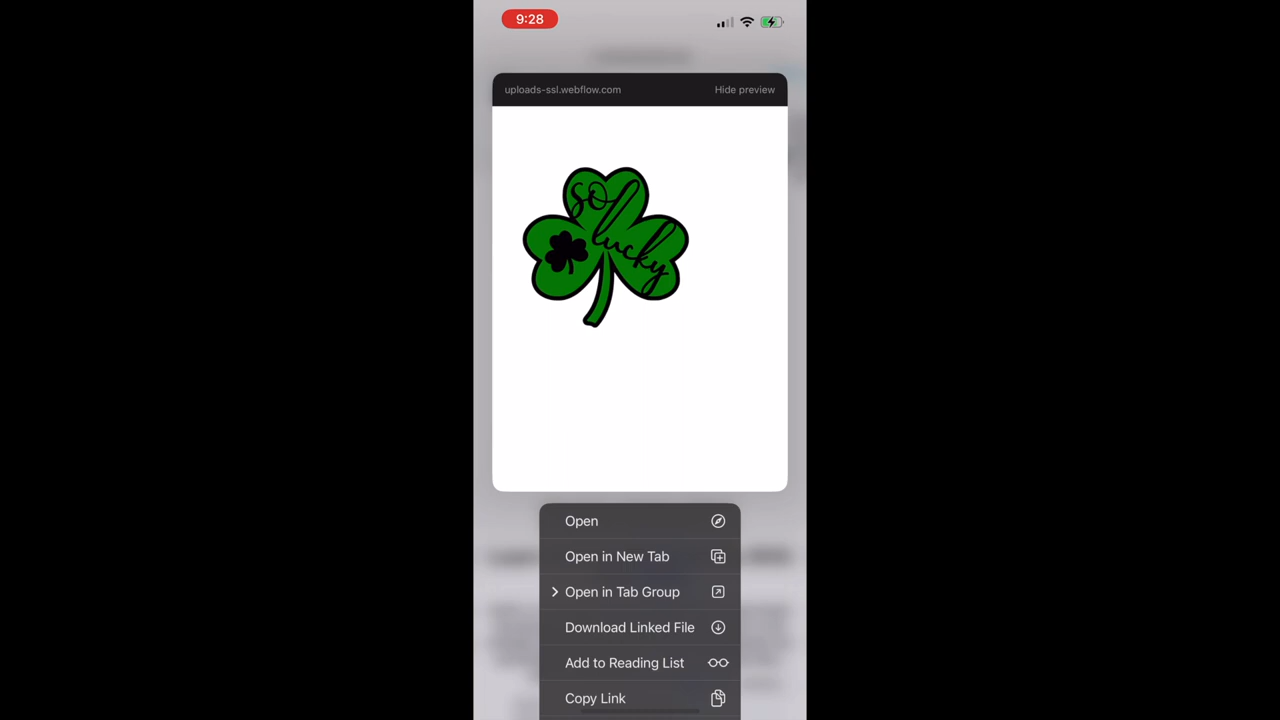 9:28
uploads-ssl.webflow.com Hide preview
so
lucky
Open
Open in New Tab
Open in Tab Group
Download Linked File
Add to Reading List
Copy Link